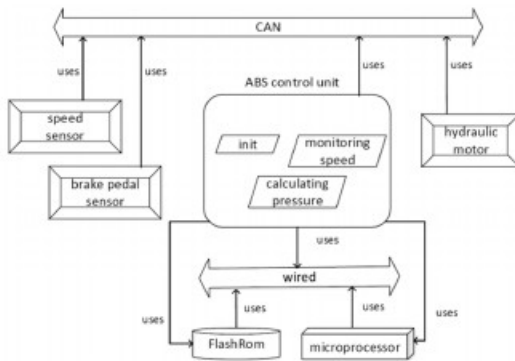 CAN
uses
uses
uses
uses
ABS control unit
speed
sensor
init
monitoring
speed
hydraulic
motor
brake pedal
sensor
calculating
pressure
uses
wired
uses
uses
uses
uses
FlashRom
microprocessor